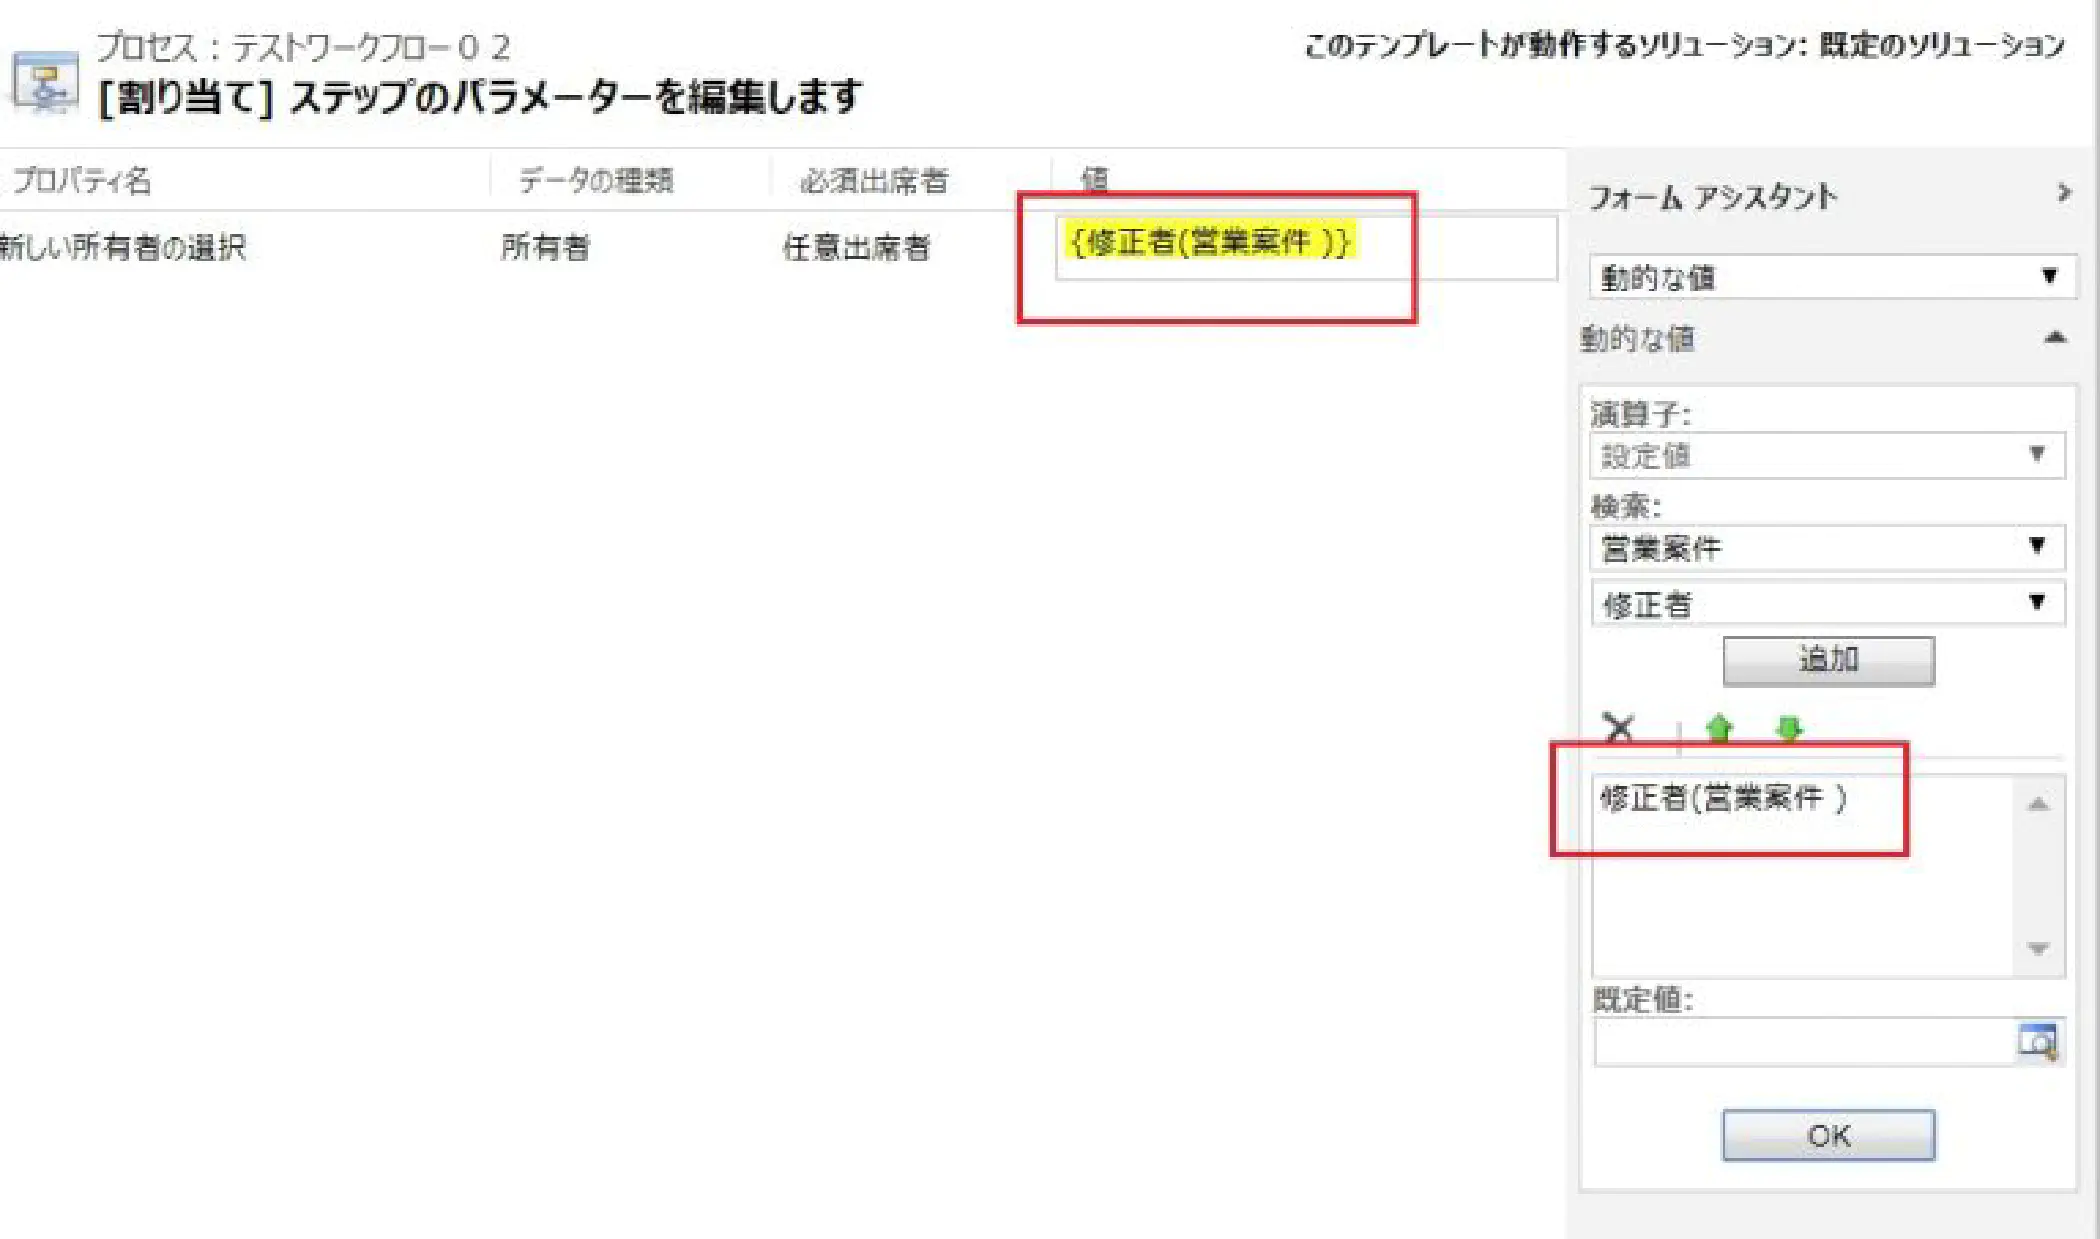 プロセス : テストワークフロー０２
[割り当て] ステップのパラメーターを編集します
このテンプレートが動作するソリューション: 既定のソリューション
プロパティ名 データの種類 必須出席者 値
新しい所有者の選択 所有者 任意出席者 {修正者(営業案件 )}
フォーム アシスタント
動的な値
動的な値
演算子:
設定値
検索:
営業案件
修正者
追加
修正者(営業案件 )
既定値:
OK